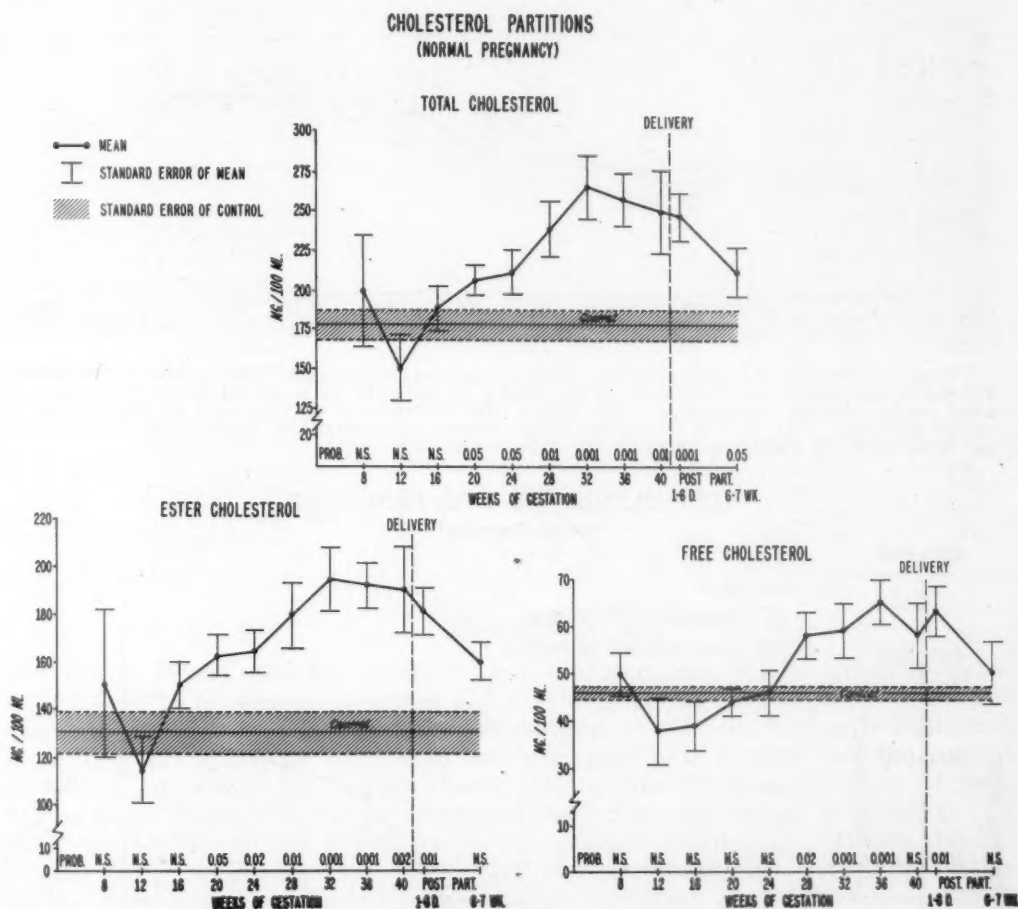 CHOLESTEROL PARTITIONS
(NORMAL PREGNANCY)
TOTAL CHOLESTEROL
MEAN
STANDARD ERROR OF MEAN
STANDARD ERROR OF CONTROL
DELIVERY
300
275
250
225
200
175
150
125
20
MG/100 ML.
Control
PROB. N.S. N.S. N.S. 0.05 0.05 0.01 0.001 0.001 0.01 0.001 0.05
8 12 16 20 24 28 32 36 40 POST PART.
WEEKS OF GESTATION 1-6 D. 6-7 WK.
ESTER CHOLESTEROL
DELIVERY
220
200
180
160
140
120
100
10
0
MG/100 ML.
Control
PROB. N.S. N.S. N.S. 0.05 0.02 0.01 0.001 0.001 0.02 0.01 N.S.
8 12 16 20 24 28 32 36 40 POST PART.
WEEKS OF GESTATION 1-6 D. 6-7 WK.
FREE CHOLESTEROL
DELIVERY
70
60
50
40
30
10
0
MG/100 ML.
PROB. N.S. N.S. N.S. N.S. N.S. 0.02 0.001 0.001 N.S. 0.01 N.S.
8 12 16 20 24 28 32 36 40 POST. PART.
WEEKS OF GESTATION 1-6 D. 6-7 WK.